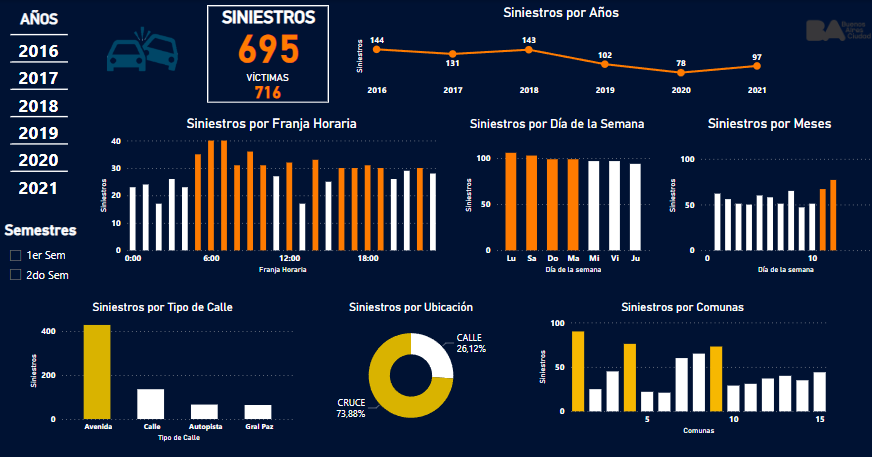 AÑOS
2016
2017
2018
2019
2020
2021
Semestres
1er Sem
2do Sem
SINIESTROS
695
VÍCTIMAS
716
Siniestros por Años
Siniestros
144
131
143
102
78
97
2016
2017
2018
2019
2020
2021
BA Buenos
Aires
Ciudad
Siniestros por Franja Horaria
Siniestros
40
30
20
10
0
0:00
6:00
12:00
18:00
Franja Horaria
Siniestros por Día de la Semana
Siniestros
100
50
0
Lu
Sa
Do
Ma
Mi
Vi
Ju
Día de la semana
Siniestros por Meses
Siniestros
100
50
0
0
10
Día de la semana
Siniestros por Tipo de Calle
Siniestros
400
200
0
Avenida
Calle
Autopista
Gral Paz
Tipo de Calle
Siniestros por Ubicación
CALLE
26,12%
CRUCE
73,88%
Siniestros por Comunas
Siniestros
100
50
0
5
10
15
Comunas